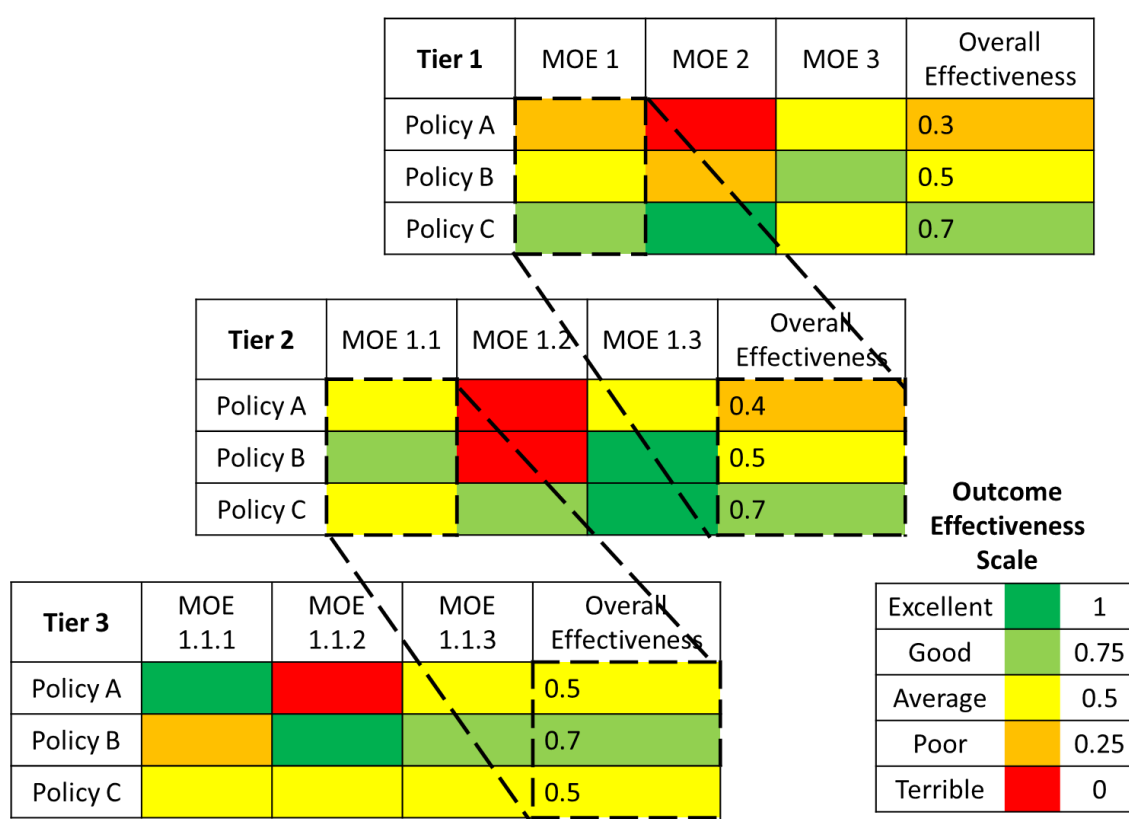 Tier 1 MOE 1 MOE 2 MOE 3 Overall
Effectiveness
Policy A 0.3
Policy B 0.5
Policy C 0.7
Tier 2 MOE 1.1 MOE 1.2 MOE 1.3 Overall
Effectiveness
Policy A 0.4
Policy B 0.5
Policy C 0.7
Tier 3 MOE MOE MOE Overall
1.1.1 1.1.2 1.1.3 Effectiveness
Policy A 0.5
Policy B 0.7
Policy C 0.5
Outcome
Effectiveness
Scale
Excellent 1
Good 0.75
Average 0.5
Poor 0.25
Terrible 0